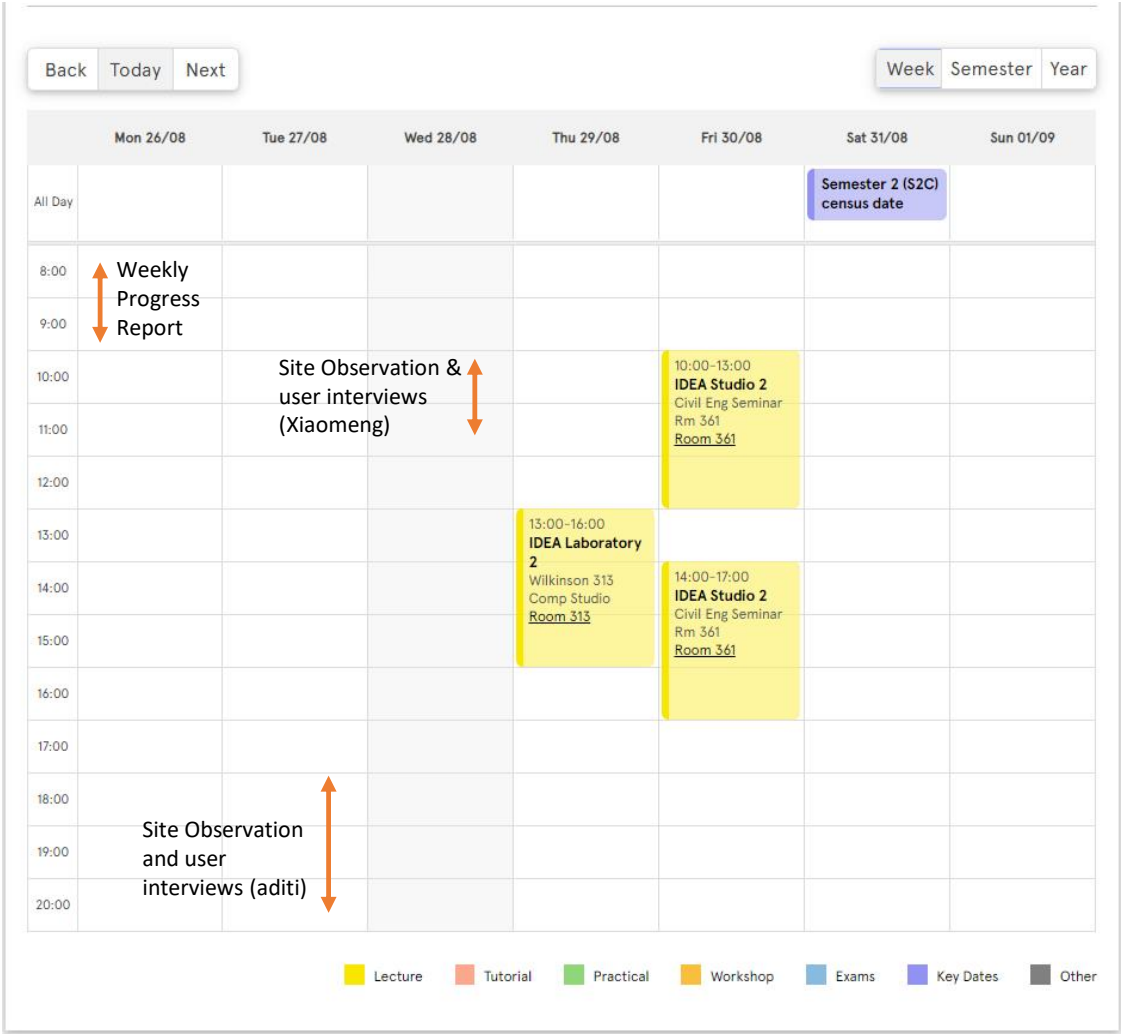 Back Today Next
Week Semester Year
Mon 26/08 Tue 27/08 Wed 28/08 Thu 29/08 Fri 30/08 Sat 31/08 Sun 01/09
All Day
Semester 2 (S2C)
census date
8:00
Weekly
Progress
Report
9:00
10:00
Site Observation &
user interviews
(Xiaomeng)
10:00-13:00
IDEA Studio 2
Civil Eng Seminar
Rm 361
Room 361
11:00
12:00
13:00
13:00-16:00
IDEA Laboratory
2
Wilkinson 313
Comp Studio
Room 313
14:00
14:00-17:00
IDEA Studio 2
Civil Eng Seminar
Rm 361
Room 361
15:00
16:00
17:00
18:00
Site Observation
and user
interviews (aditi)
19:00
20:00
Lecture Tutorial Practical Workshop Exams Key Dates Other